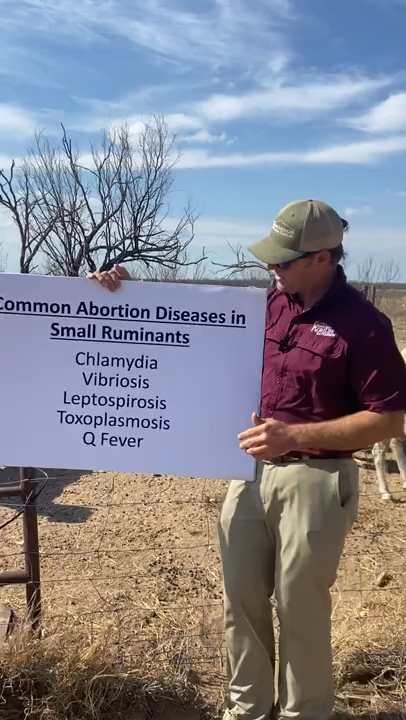 Common Abortion Diseases in
Small Ruminants
Chlamydia
Vibriosis
Leptospirosis
Toxoplasmosis
Q Fever